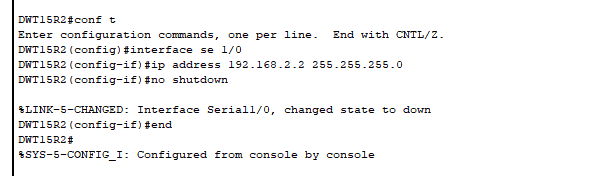 DWT15R2#conf t
Enter configuration commands, one per line.  End with CNTL/Z.
DWT15R2(config)#interface se 1/0
DWT15R2(config-if)#ip address 192.168.2.2 255.255.255.0
DWT15R2(config-if)#no shutdown
%LINK-5-CHANGED: Interface Serial1/0, changed state to down
DWT15R2(config-if)#end
DWT15R2#
%SYS-5-CONFIG_I: Configured from console by console